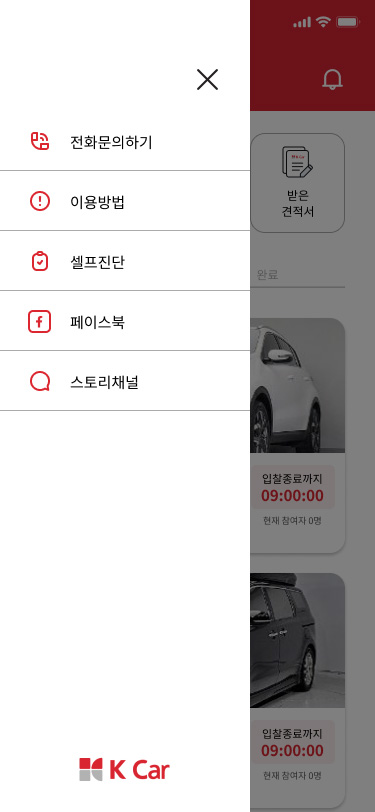 전화문의하기
이용방법
셀프진단
페이스북
스토리채널
K Car
받은
견적서
완료
입찰종료까지
09:00:00
현재 참여자 0명
입찰종료까지
09:00:00
현재 참여자 0명